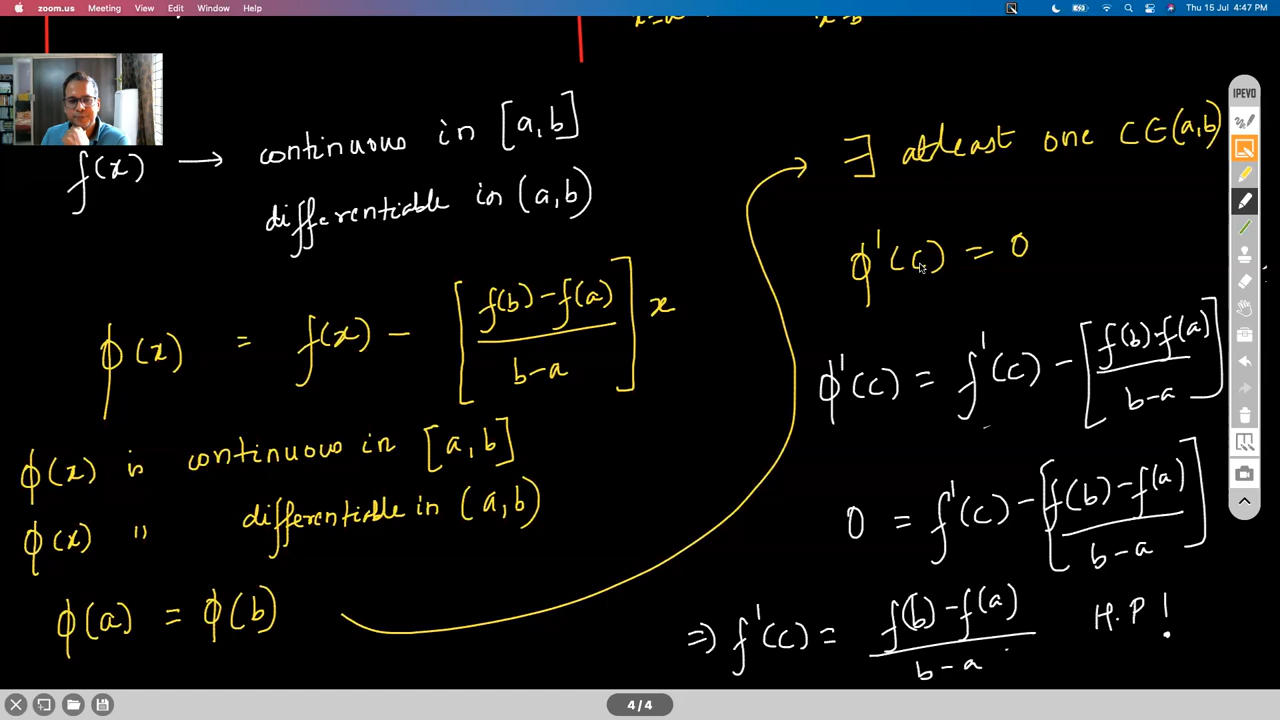 zoom.us Meeting View Edit Window Help Thu 15 Jul 4:47 PM
x=a x=b
f(x) → continuous in [a,b]
differentiable in (a,b)
ϕ(x) = f(x) - [f(b)-f(a)/b-a] x
ϕ(x) is continuous in [a,b]
ϕ(x) " differentiable in (a,b)
ϕ(a) = ϕ(b)
∃ atleast one C∈(a,b)
ϕ'(c) = 0
ϕ'(c) = f'(c) - [f(b)-f(a)/b-a]
0 = f'(c) - [f(b)-f(a)/b-a]
⇒ f'(c) = f(b)-f(a)/b-a H.P!
IPEVO
4/4